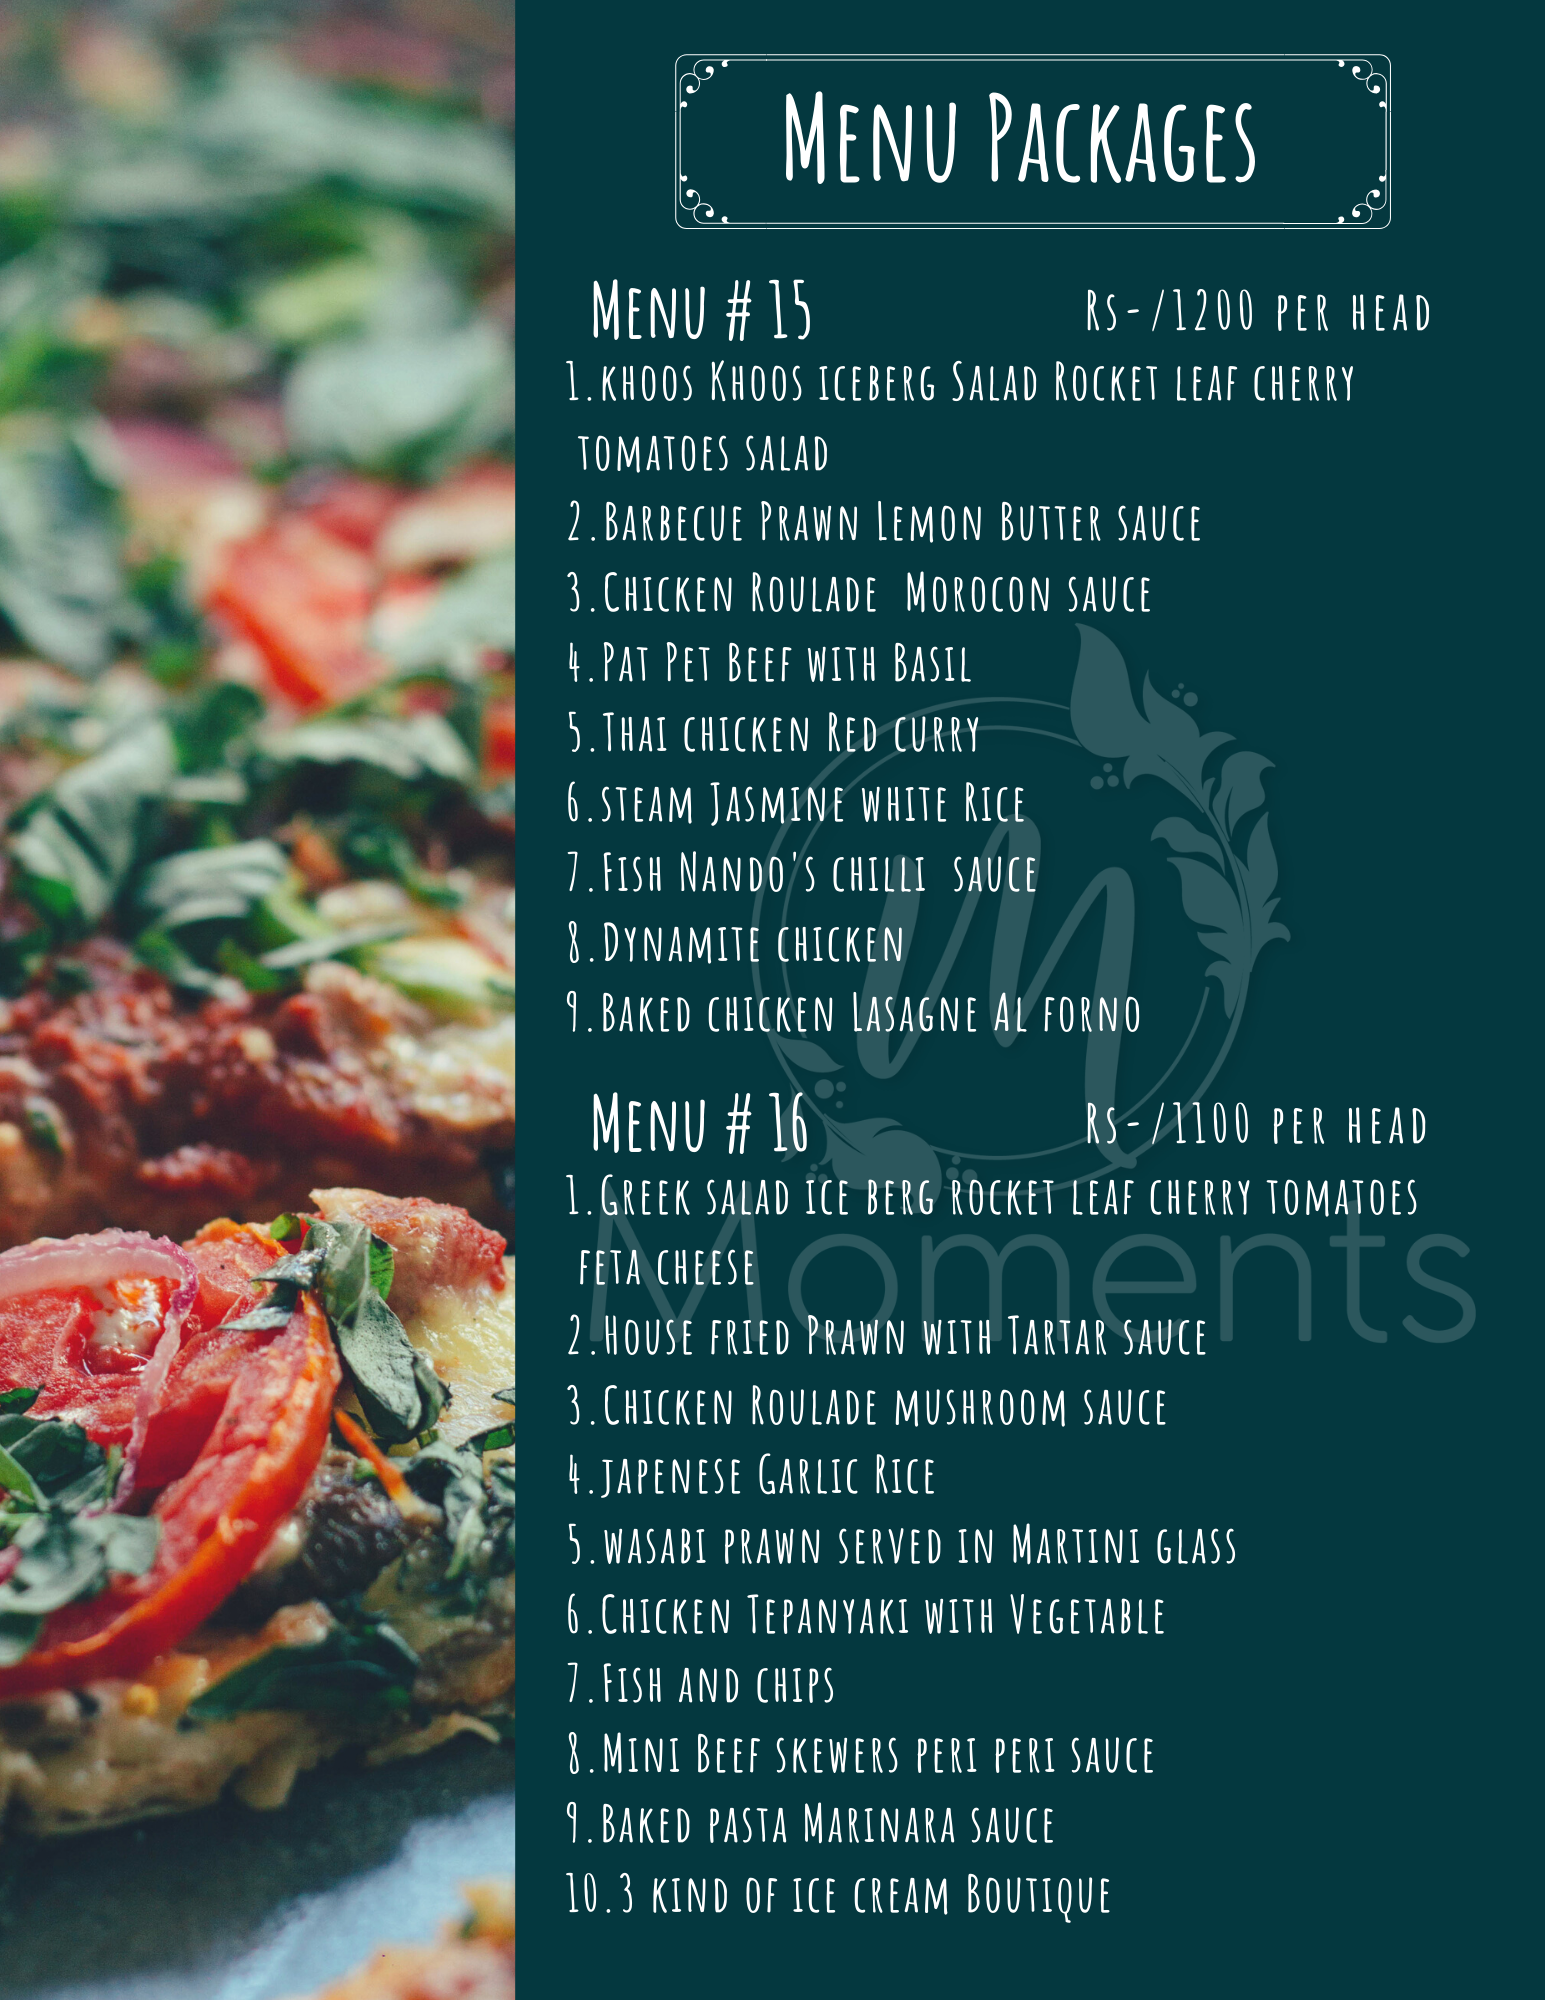 Menu Packages
Menu # 15
Rs-/1200 per head
1.khoos Khoos iceberg Salad Rocket leaf cherry
tomatoes salad
2.Barbecue Prawn Lemon Butter sauce
3.Chicken Roulade Morocon sauce
4.Pat Pet Beef with Basil
5.Thai chicken Red curry
6.steam Jasmine white Rice
7.Fish Nando's chilli sauce
8.Dynamite chicken
9.Baked chicken Lasagne Al forno
Menu # 16
Rs-/1100 per head
1.Greek salad ice berg rocket leaf cherry tomatoes
feta cheese
2.House fried Prawn with Tartar sauce
3.Chicken Roulade mushroom sauce
4.japenese Garlic Rice
5.wasabi prawn served in Martini glass
6.Chicken Tepanyaki with Vegetable
7.Fish and chips
8.Mini Beef skewers peri peri sauce
9.Baked pasta Marinara sauce
10.3 kind of ice cream Boutique
M
Moments